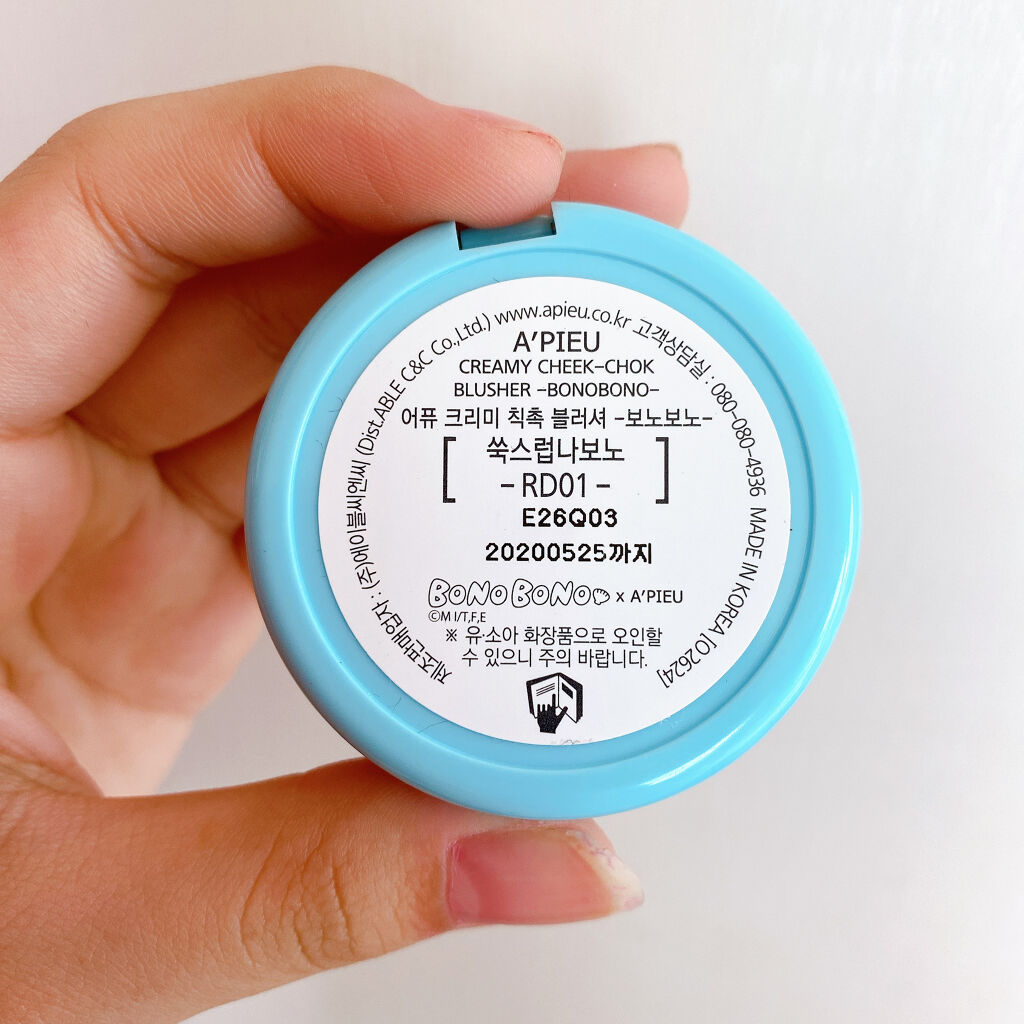 제조판매업자 : (주)에이블씨엔씨 (Dist.ABLE C&C Co.,Ltd.) www.apieu.co.kr 고객상담실 : 080-080-4936 MADE IN KOREA [02624]
A'PIEU
CREAMY CHEEK-CHOK
BLUSHER -BONOBONO-
어퓨 크리미 칙촉 블러셔 -보노보노-
[쑥스럽나보노
-RD01-]
E26Q03
20200525까지
BONOBONO x A'PIEU
©M I/T,F,E
※ 유·소아 화장품으로 오인할
수 있으니 주의 바랍니다.